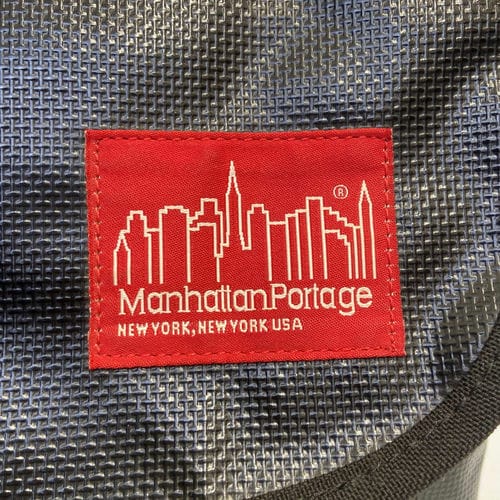 ®
ManhattanPortage
NEW YORK, NEW YORK USA